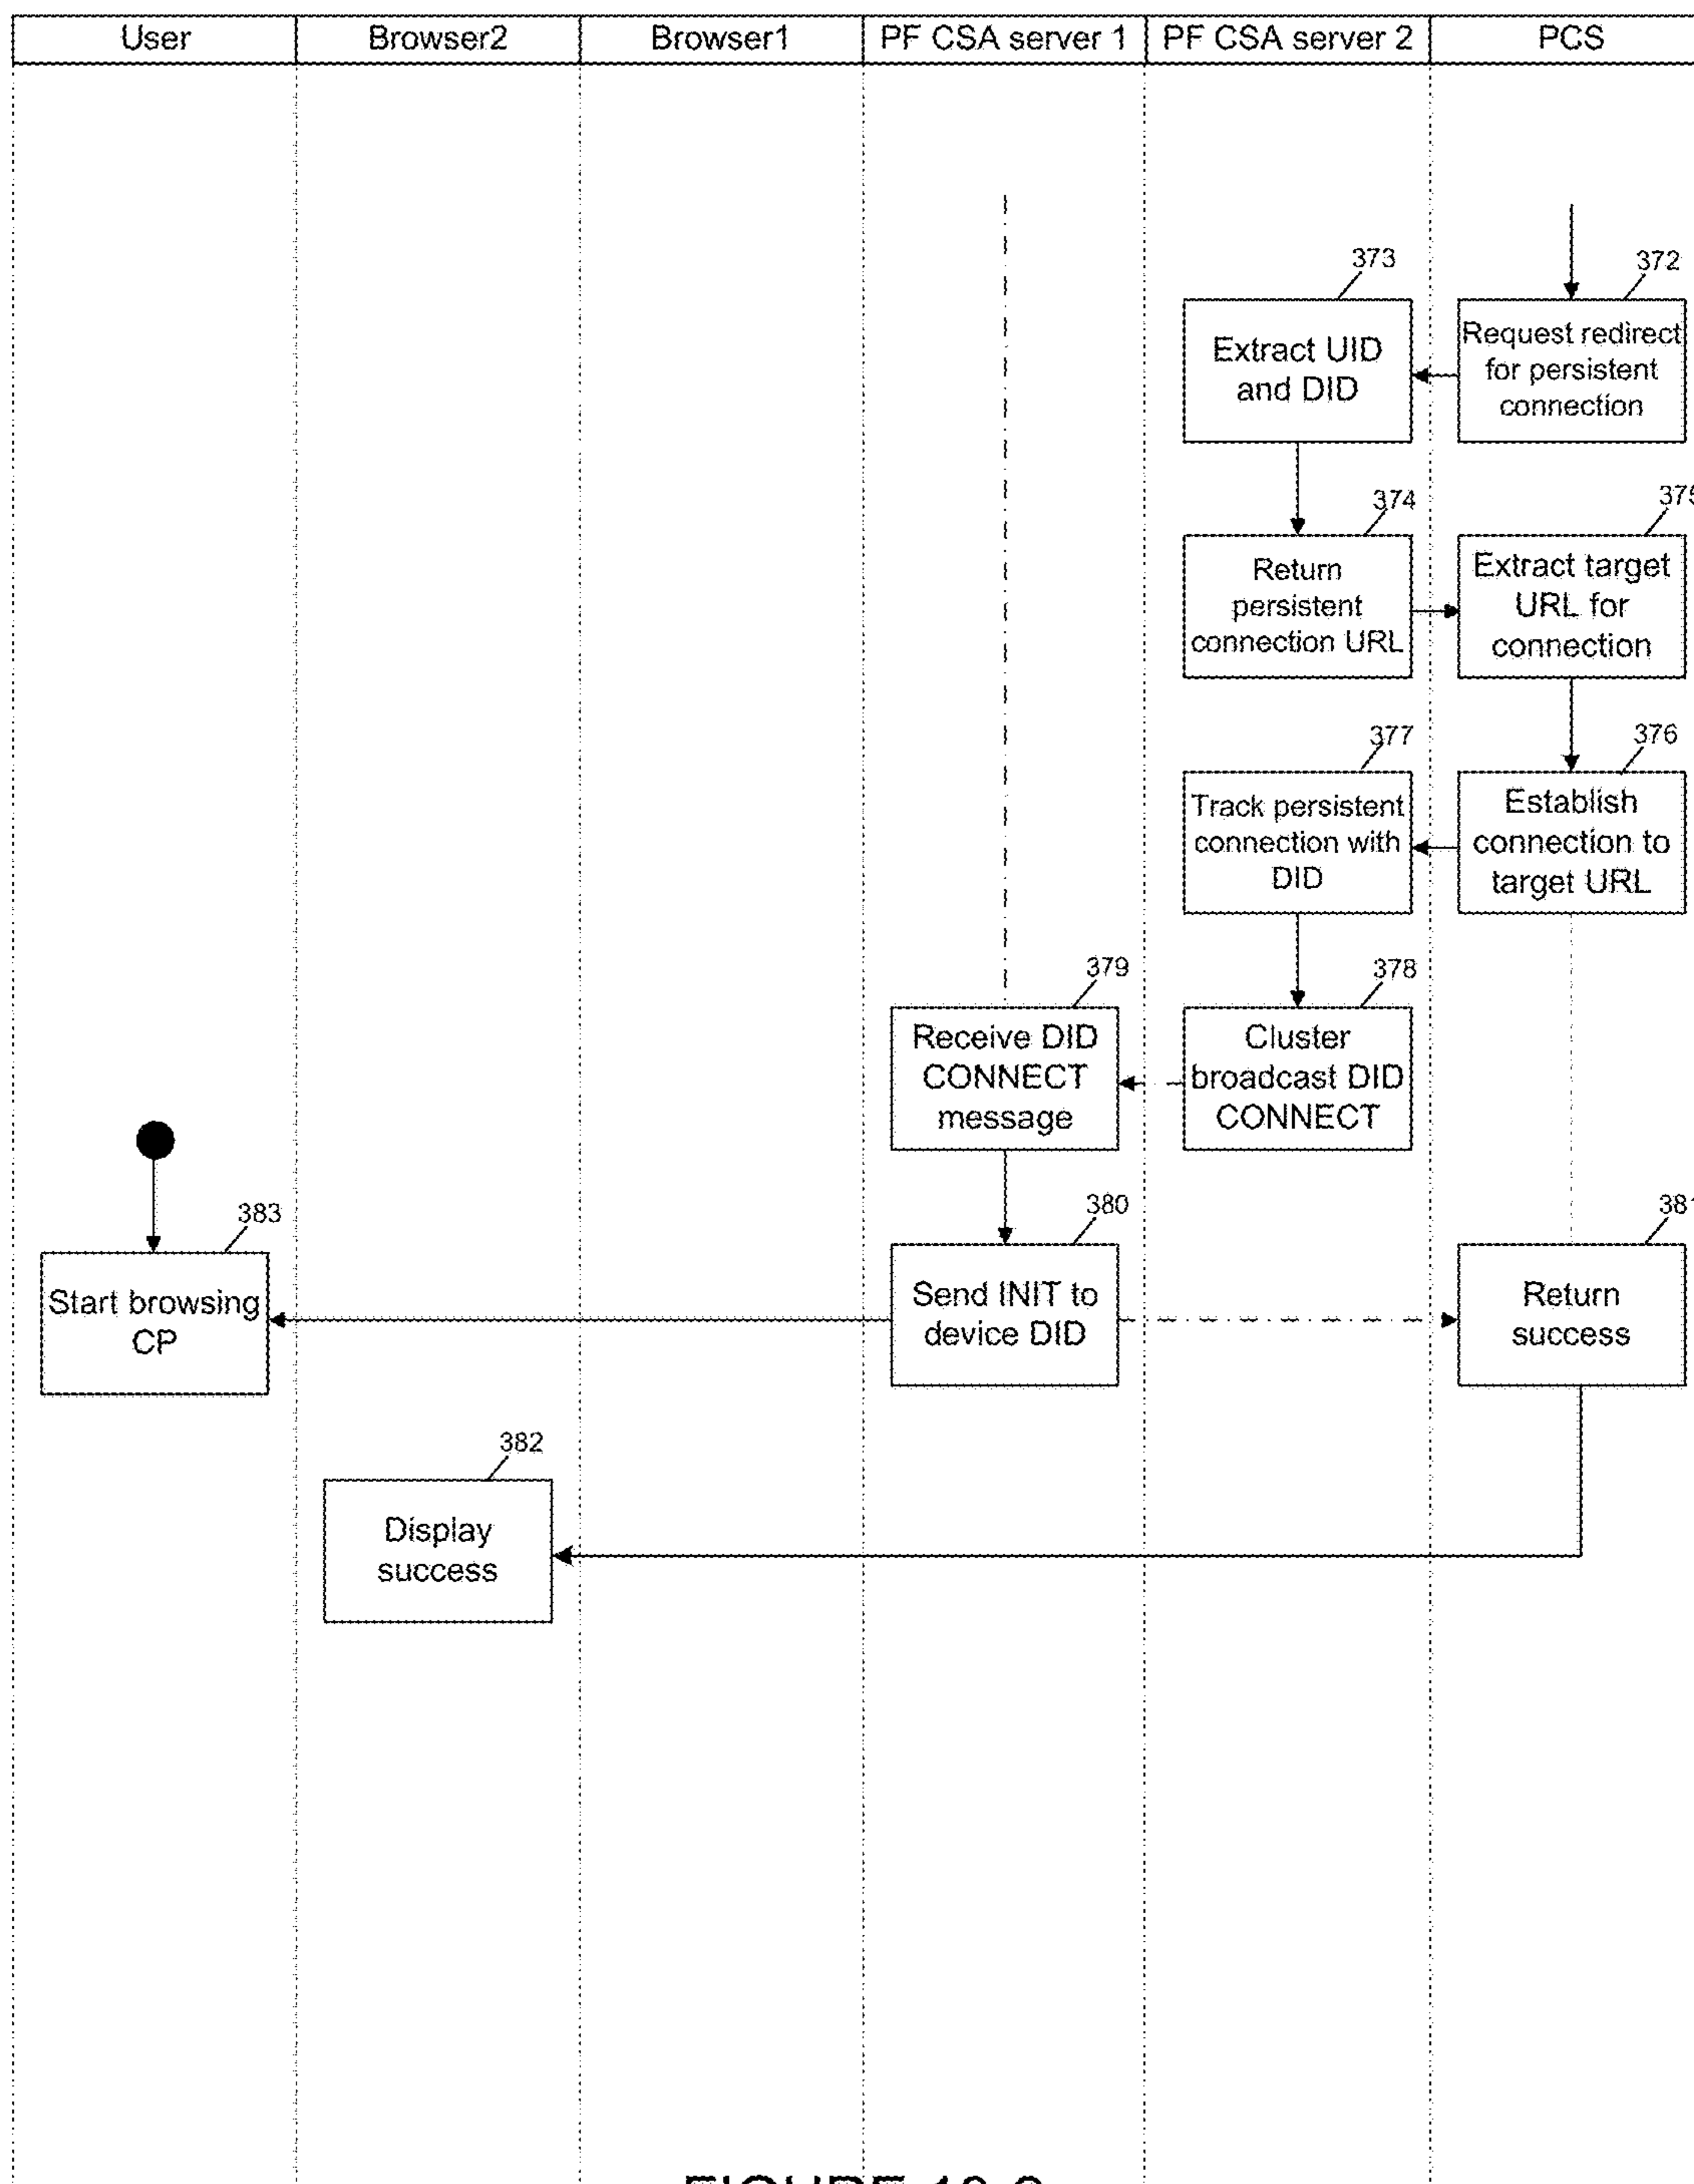 User
Browser2
Browser1
PF CSA server 1
PF CSA server 2
PCS
373
372
Extract UID
and DID
Request redirect
for persistent
connection
374
375
Return
persistent
connection URL
Extract target
URL for
connection
377
376
Track persistent
connection with
DID
Establish
connection to
target URL
379
378
Receive DID
CONNECT
message
Cluster
broadcast DID
CONNECT
383
380
381
Start browsing
CP
Send INIT to
device DID
Return
success
382
Display
success